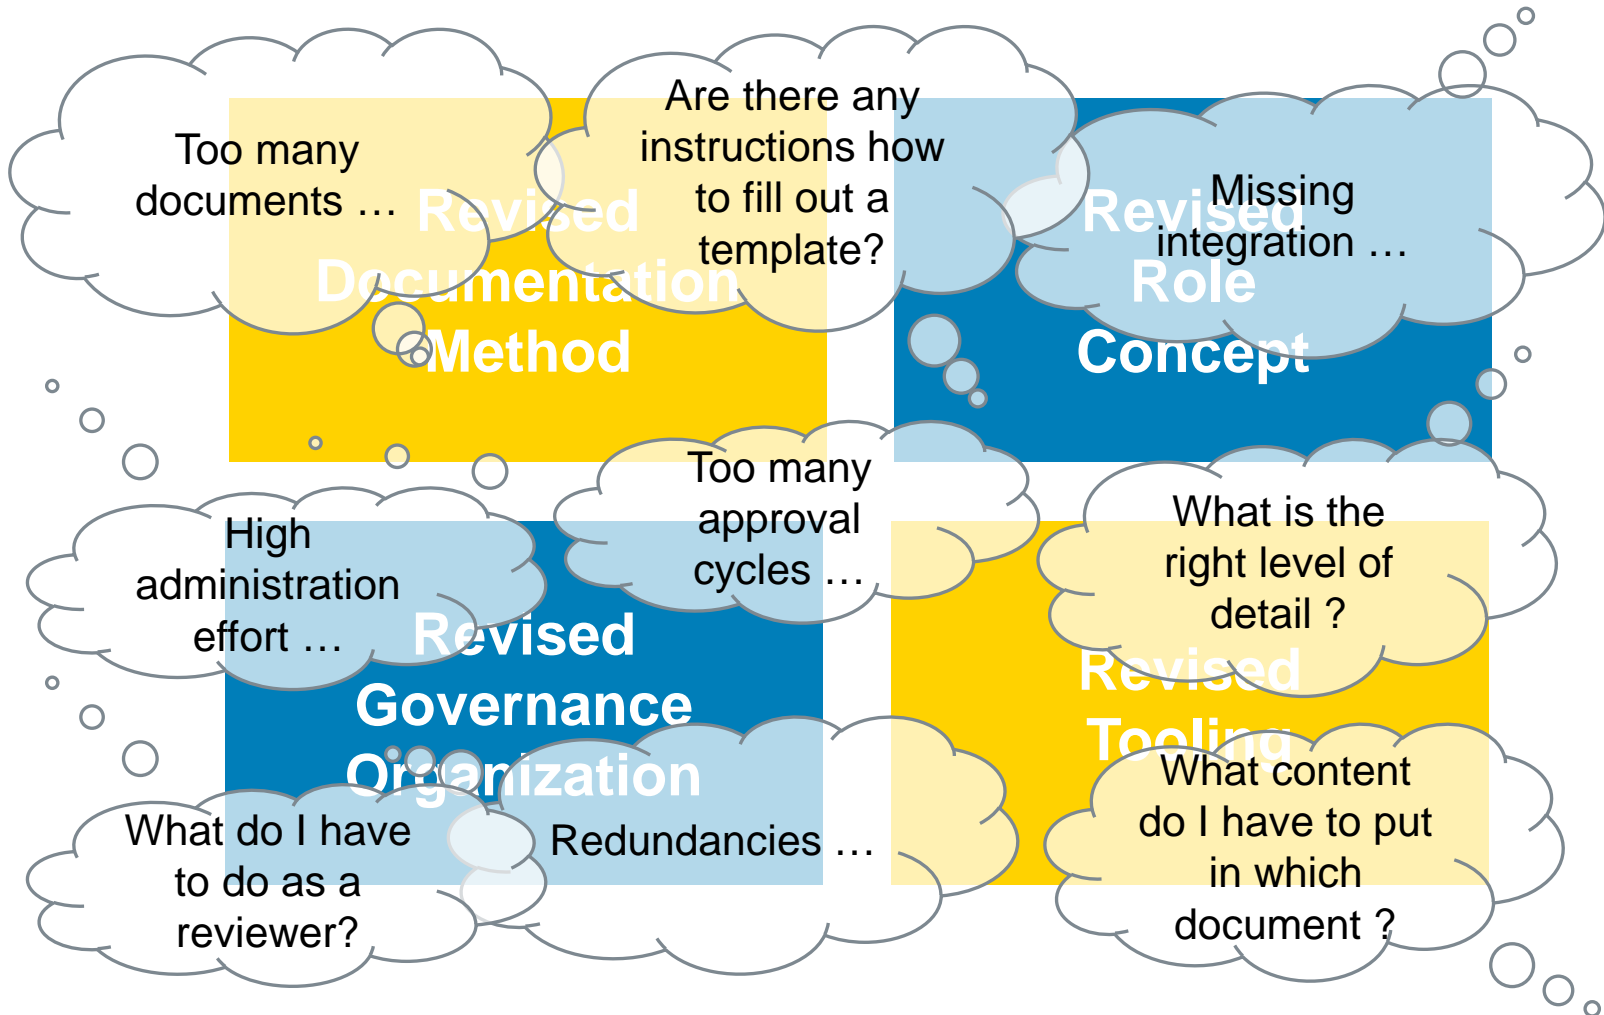 Too many
documents …
Are there any
instructions how
to fill out a
template?
Missing
integration …
Revised
Documentation
Method
Revised
Role
Concept
Too many
approval
cycles …
High
administration
effort …
What is the
right level of
detail ?
Revised
Governance
Organization
Revised
Tooling
What do I have
to do as a
reviewer?
Redundancies …
What content
do I have to put
in which
document ?